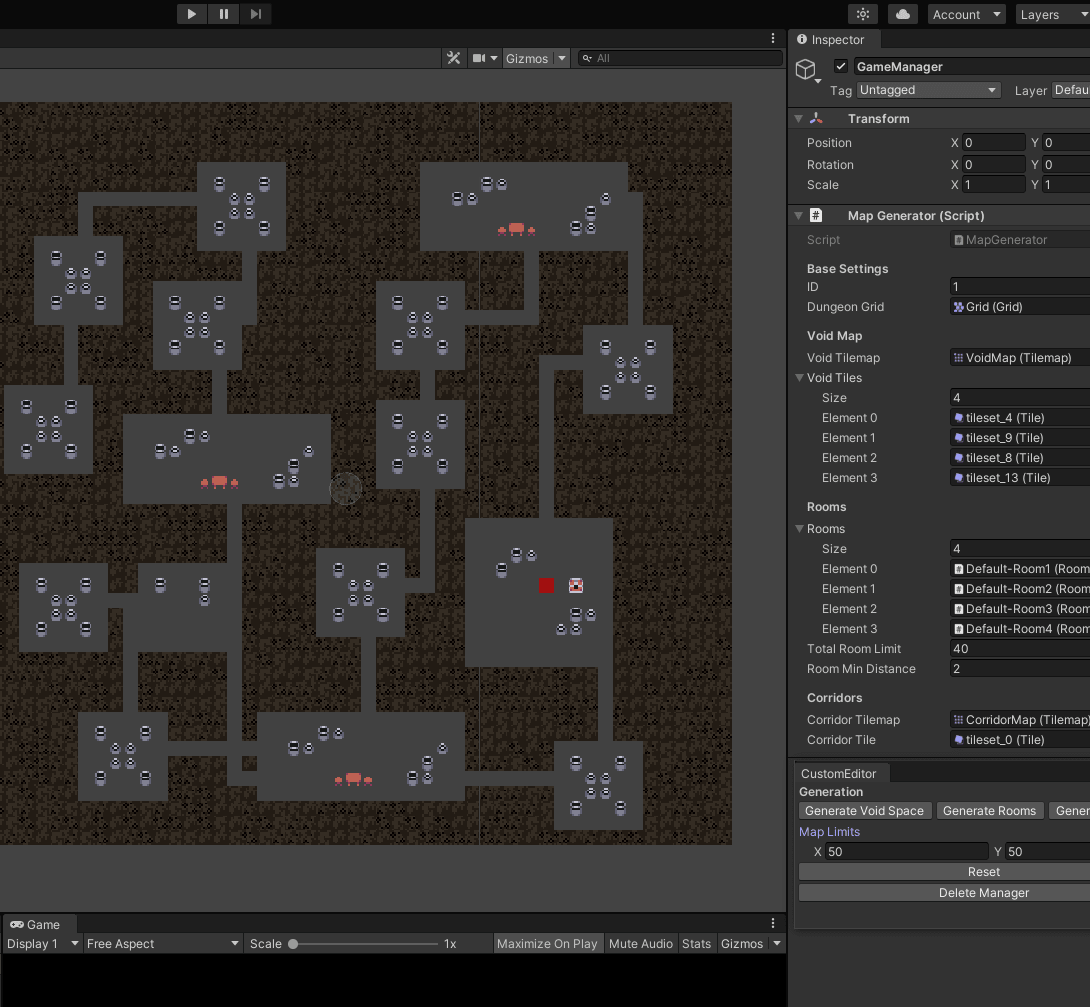 Account Layers
Inspector
Gizmos All
GameManager
Tag Untagged Layer Defau
Transform
Position X 0 Y 0
Rotation X 0 Y 0
Scale X 1 Y 1
# Map Generator (Script)
Script # MapGenerator
Base Settings
ID 1
Dungeon Grid Grid (Grid)
Void Map
Void Tilemap VoidMap (Tilemap)
Void Tiles
Size 4
Element 0 tileset_4 (Tile)
Element 1 tileset_9 (Tile)
Element 2 tileset_8 (Tile)
Element 3 tileset_13 (Tile)
Rooms
Rooms
Size 4
Element 0 # Default-Room1 (Room
Element 1 # Default-Room2 (Room
Element 2 # Default-Room3 (Room
Element 3 # Default-Room4 (Room
Total Room Limit 40
Room Min Distance 2
Corridors
Corridor Tilemap CorridorMap (Tilemap)
Corridor Tile tileset_0 (Tile)
CustomEditor
Generation
Generate Void Space Generate Rooms Gener
Map Limits
X 50 Y 50
Reset
Delete Manager
Game
Display 1 Free Aspect Scale 1x Maximize On Play Mute Audio Stats Gizmos